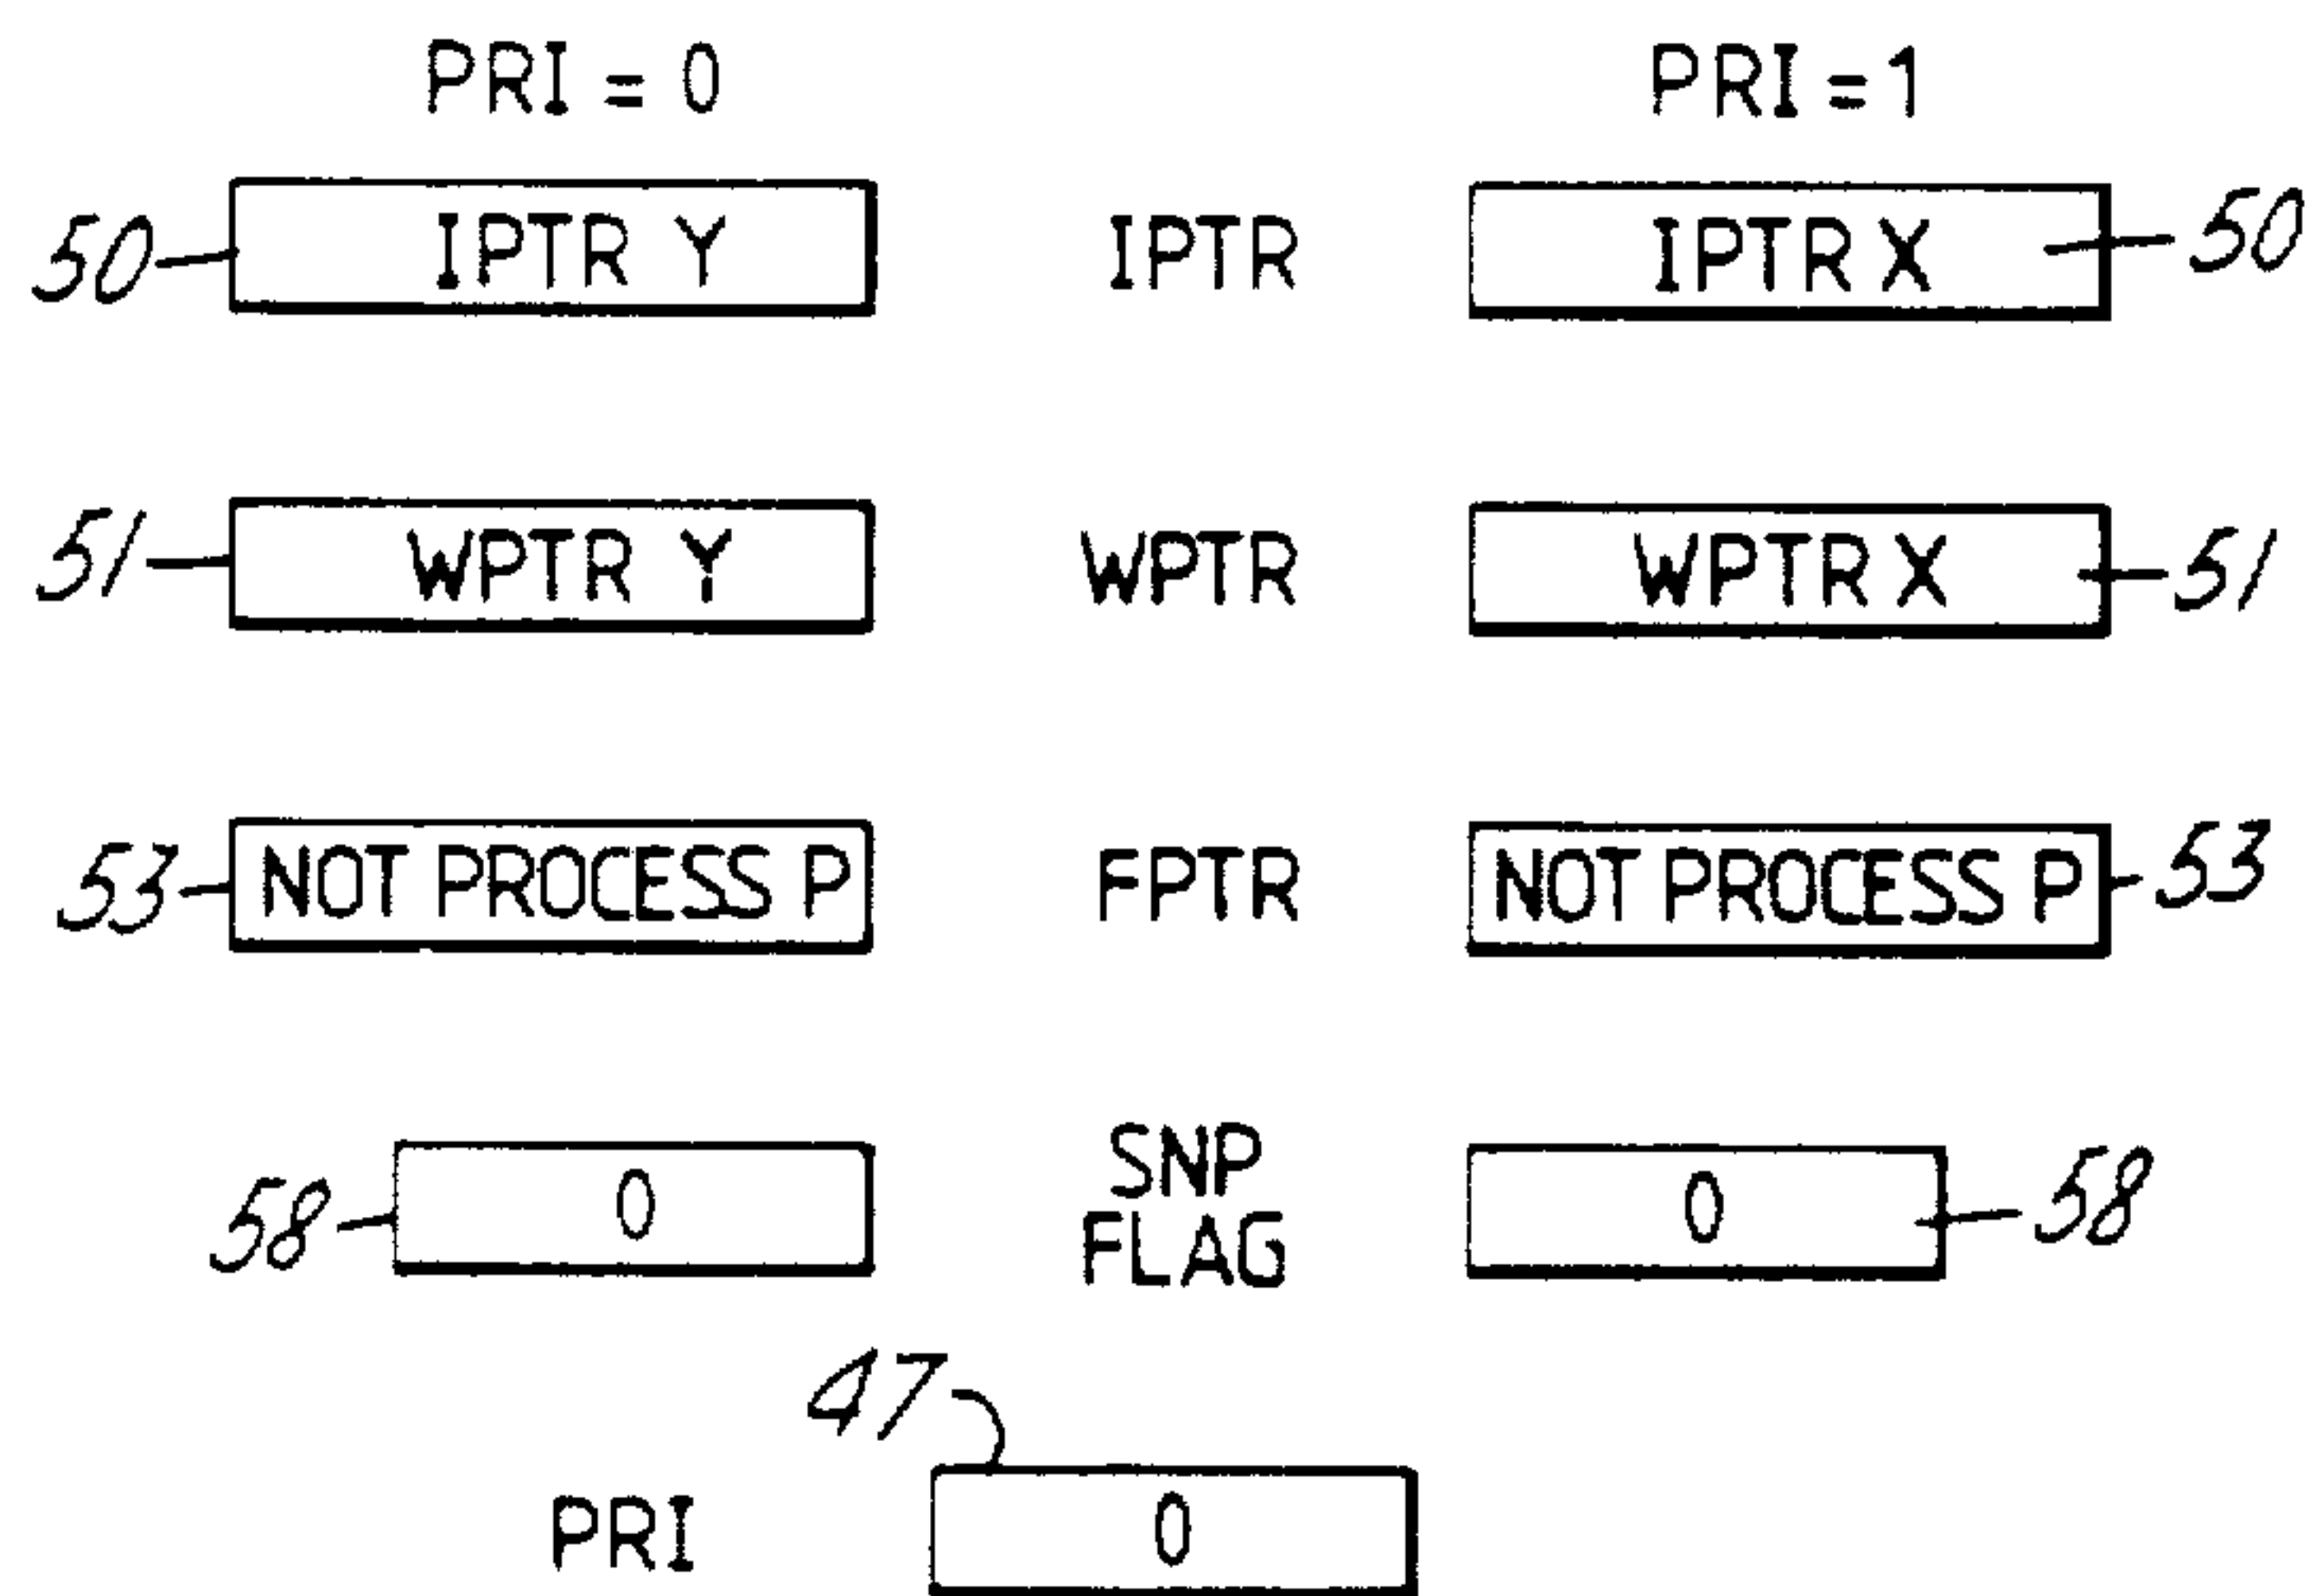 PRI = 0 PRI = 1
50 IPTR Y IPTR IPTR X 50
51 WPTR Y WPTR WPTR X 51
53 NOT PROCESS P FPTR NOT PROCESS P 53
58 0 SNP FLAG 0 58
47
PRI 0